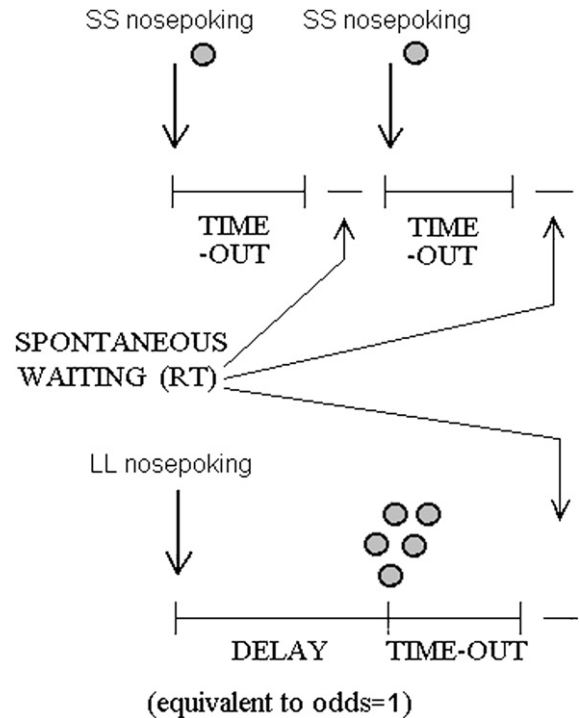 SS nosepoking
SS nosepoking
TIME
-OUT
TIME
-OUT
SPONTANEOUS
WAITING (RT)
LL nosepoking
DELAY
TIME-OUT
(equivalent to odds=1)